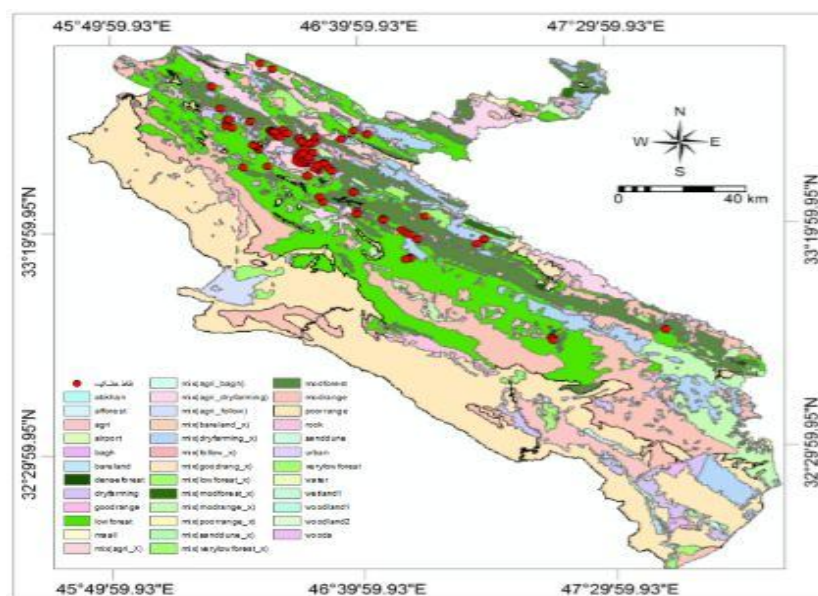 45°49'59.93"E 46°39'59.93"E 47°29'59.93"E
N
W E
S
0 40 km
33°19'59.95"N
33°19'59.95"N
32°29'59.95"N
32°29'59.95"N
abkhan
afforest
agri
airport
bagh
bareland
denseforest
dryfarming
goodrange
lowforest
masil
mix(agri_X)
mix(agri_bagh)
mix(agri_dryfarming)
mix(agri_follow)
mix(bareland_x)
mix(dryfarming_x)
mix(follow_x)
mix(goodrang_x)
mix(lowforest_x)
mix(modforest_x)
mix(modrange_x)
mix(poorrange_x)
mix(sanddune_x)
mix(verylowforest_x)
modforest
modrange
poorrange
rock
sanddune
urban
verylowforest
water
wetland1
woodland1
woodland2
woods
45°49'59.93"E 46°39'59.93"E 47°29'59.93"E